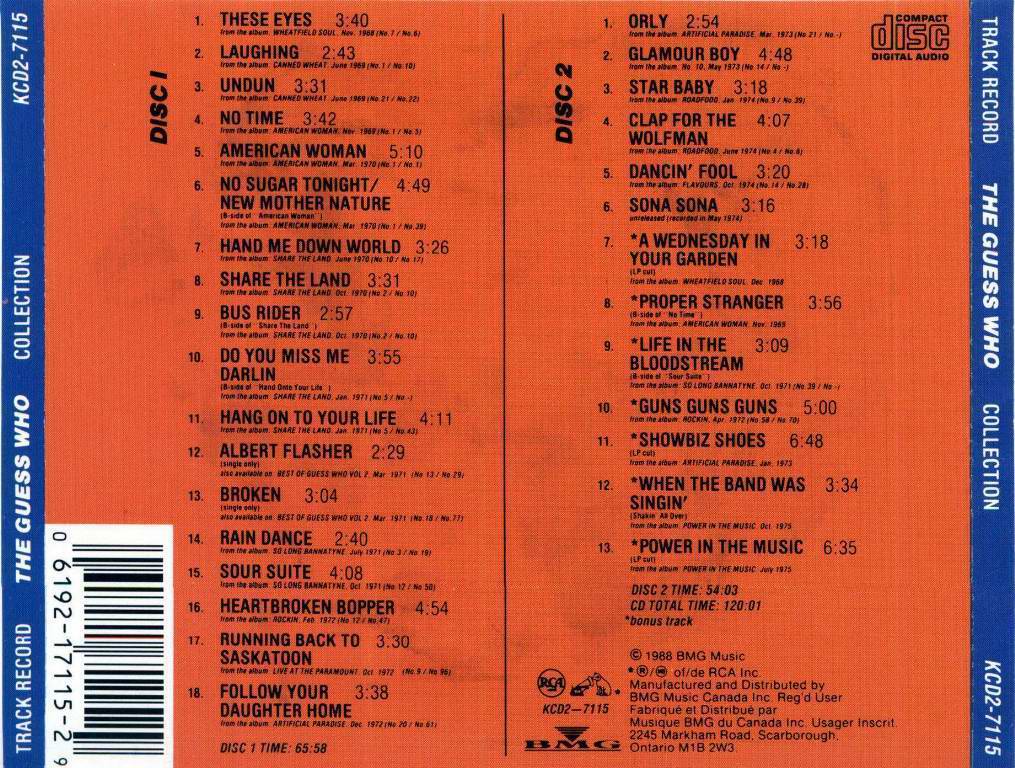 KCD2-7115
TRACK RECORD THE GUESS WHO COLLECTION
DISC 1
1. THESE EYES 3:40
from the album: WHEATFIELD SOUL, Nov. 1968 (No.7 / No.6)
2. LAUGHING 2:43
from the album: CANNED WHEAT. June 1969 (No.1 / No.10)
3. UNDUN 3:31
from the album: CANNED WHEAT. June 1969 (No.21 / No.22)
4. NO TIME 3:42
from the album: AMERICAN WOMAN, Nov. 1969 (No.1 / No.5)
5. AMERICAN WOMAN 5:10
from the album: AMERICAN WOMAN, Mar. 1970 (No.1 / No.1)
6. NO SUGAR TONIGHT/ 4:49
NEW MOTHER NATURE
(B-side of "American Woman")
from the album: AMERICAN WOMAN, Mar. 1970 (No.1 / No.39)
7. HAND ME DOWN WORLD 3:26
from the album: SHARE THE LAND. June 1970 (No 10 / No 17)
8. SHARE THE LAND 3:31
from the album: SHARE THE LAND. Oct. 1970 (No.2 / No.10)
9. BUS RIDER 2:57
(B-side of "Share The Land")
from the album: SHARE THE LAND, Oct. 1970 (No.2 / No.10)
10. DO YOU MISS ME 3:55
DARLIN
(B-side of "Hand Onto Your Life")
from the album: SHARE THE LAND, Jan. 1971 (No 5 / No -)
11. HANG ON TO YOUR LIFE 4:11
from the album: SHARE THE LAND. Jan. 1971 (No 5 / No.43)
12. ALBERT FLASHER 2:29
(single only)
also available on: BEST OF GUESS WHO VOL 2. Mar. 1971 (No 13 / No.29)
13. BROKEN 3:04
(single only)
also available on: BEST OF GUESS WHO VOL 2. Mar. 1971 (No.18 / No.77)
14. RAIN DANCE 2:40
from the album: SO LONG BANNATYNE. July 1971 (No 3 / No 19)
15. SOUR SUITE 4:08
from the album: SO LONG BANNATYNE, Oct. 1971 (No 12 / No 50)
16. HEARTBROKEN BOPPER 4:54
from the album: ROCKIN, Feb. 1972 (No 12 / No.47)
17. RUNNING BACK TO 3:30
SASKATOON
from the album: LIVE AT THE PARAMOUNT. Oct 1972 (No.9 / No 96)
18. FOLLOW YOUR 3:38
DAUGHTER HOME
from the album: ARTIFICIAL PARADISE. Dec. 1972 (No 20 / No 61)
DISC 1 TIME: 65:58
0 6192-17115-2 9
DISC 2
1. ORLY 2:54
from the album: ARTIFICIAL PARADISE, Mar. 1973 (No 21 / No.-)
2. GLAMOUR BOY 4:48
from the album: No. 10, May 1973 (No 14 / No -)
3. STAR BABY 3:18
from the album: ROADFOOD, Jan. 1974 (No.9 / No 39)
4. CLAP FOR THE 4:07
WOLFMAN
from the album: ROADFOOD, June 1974 (No 4 / No.6)
5. DANCIN' FOOL 3:20
from the album: FLAVOURS. Oct. 1974 (No.14 / No.28)
6. SONA SONA 3:16
unreleased (recorded in May 1974)
7. *A WEDNESDAY IN 3:18
YOUR GARDEN
(LP cut)
from the album: WHEATFIELD SOUL, Dec. 1968
8. *PROPER STRANGER 3:56
(B-side of "No Time")
from the album: AMERICAN WOMAN, Nov. 1969
9. *LIFE IN THE 3:09
BLOODSTREAM
(B-side of "Sour Suite")
from the album: SO LONG BANNATYNE. Oct. 1971 (No 39 / No -)
10. *GUNS GUNS GUNS 5:00
from the album: ROCKIN, Apr. 1972 (No 58 / No.70)
11. *SHOWBIZ SHOES 6:48
(LP cut)
from the album: ARTIFICIAL PARADISE, Jan. 1973
12. *WHEN THE BAND WAS 3:34
SINGIN'
(Shakin' All Over)
from the album: POWER IN THE MUSIC. Oct. 1975
13. *POWER IN THE MUSIC 6:35
(LP cut)
from the album: POWER IN THE MUSIC July 1975
DISC 2 TIME: 54:03
CD TOTAL TIME: 120:01
*bonus track
© 1988 BMG Music
*®/MD of/de RCA Inc.
Manufactured and Distributed by
BMG Music Canada Inc. Reg'd User
Fabriqué et Distribué par
Musique BMG du Canada Inc. Usager Inscrit.
2245 Markham Road, Scarborough,
Ontario M1B 2W3.
RCA *
KCD2-7115
BMG
COMPACT
disc
DIGITAL AUDIO
TRACK RECORD THE GUESS WHO COLLECTION
KCD2-7115